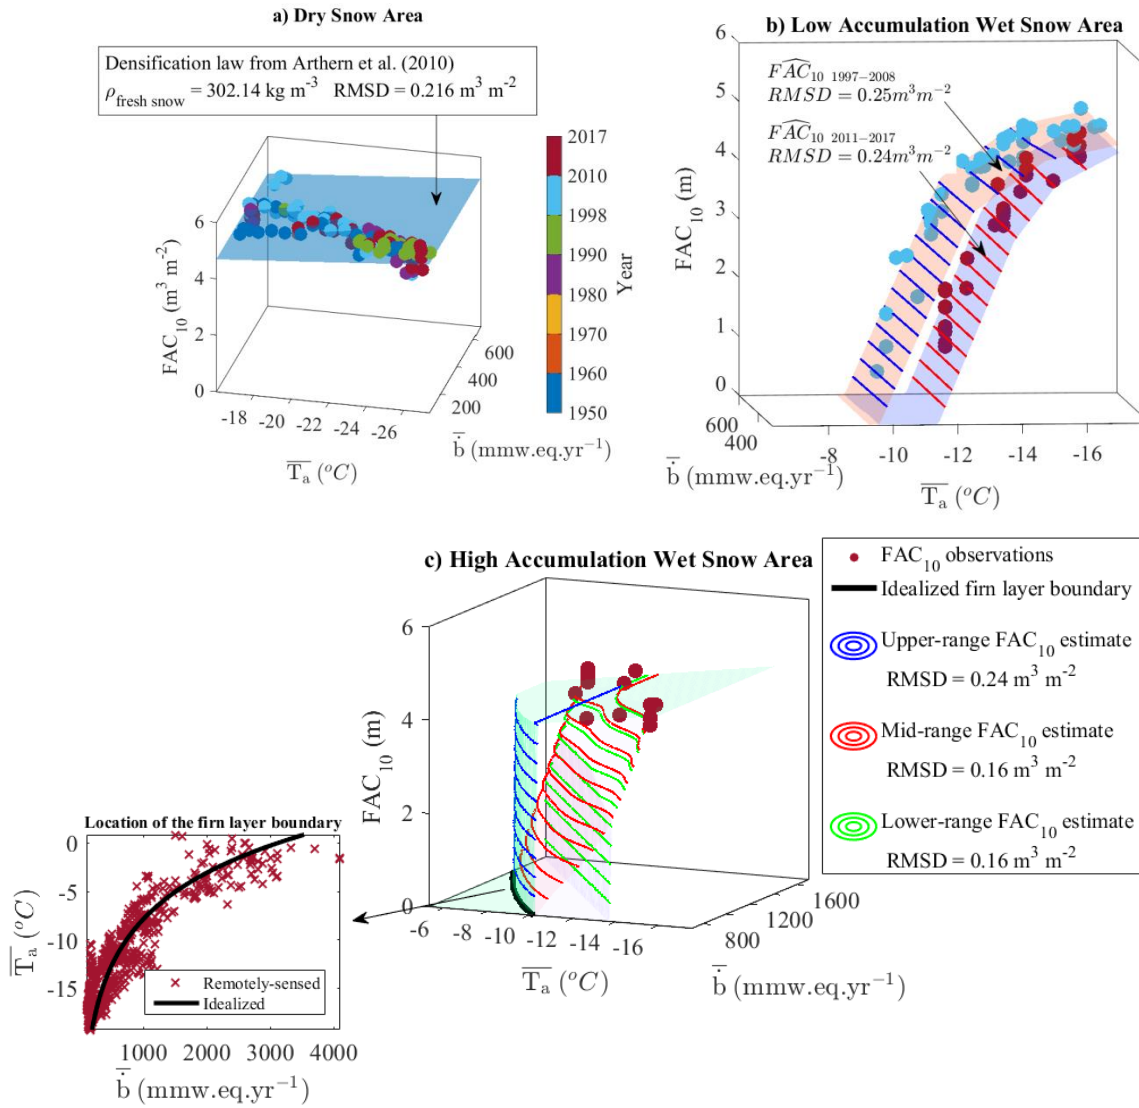 a) Dry Snow Area
Densification law from Arthern et al. (2010)
ρfresh snow = 302.14 kg m-3 RMSD = 0.216 m3 m-2
FAC10 (m3 m-2)
6
4
2
0
-18
-20
-22
-24
-26
Ta (oC)
200
400
600
b (mmw.eq.yr−1)
2017
2010
1998
1990
1980
1970
1960
1950
Year
b) Low Accumulation Wet Snow Area
FAC10 1997−2008
RMSD = 0.25m3m−2
FAC10 2011−2017
RMSD = 0.24m3m−2
FAC10 (m)
6
5
4
3
2
1
0
600
400
b (mmw.eq.yr−1)
-8
-10
-12
-14
-16
Ta (oC)
c) High Accumulation Wet Snow Area
FAC10 (m)
6
4
2
0
-6
-8
-10
-12
-14
-16
Ta (oC)
800
1200
1600
b (mmw.eq.yr−1)
FAC10 observations
Idealized firn layer boundary
Upper-range FAC10 estimate
RMSD = 0.24 m3 m-2
Mid-range FAC10 estimate
RMSD = 0.16 m3 m-2
Lower-range FAC10 estimate
RMSD = 0.16 m3 m-2
Location of the firn layer boundary
Ta (oC)
0
-5
-10
-15
Remotely-sensed
Idealized
1000 2000 3000 4000
b (mmw.eq.yr−1)